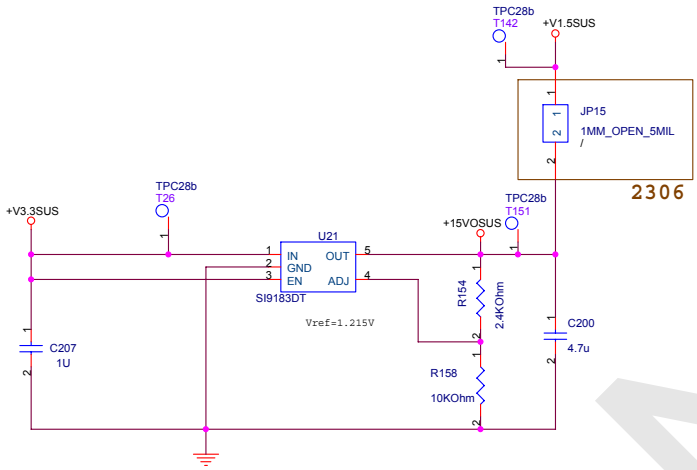 TPC28b
T142
+V1.5SUS
1
1
1
2
JP15
1MM_OPEN_5MIL
/
2
2306
+V3.3SUS
TPC28b
T26
1
TPC28b
T151
+15VOSUS
1
U21
1 IN OUT 5
2 GND
3 EN ADJ 4
SI9183DT
Vref=1.215V
1
R154
2.4KOhm
2
1
C207
1U
2
1
C200
4.7u
2
1
R158
10KOhm
2